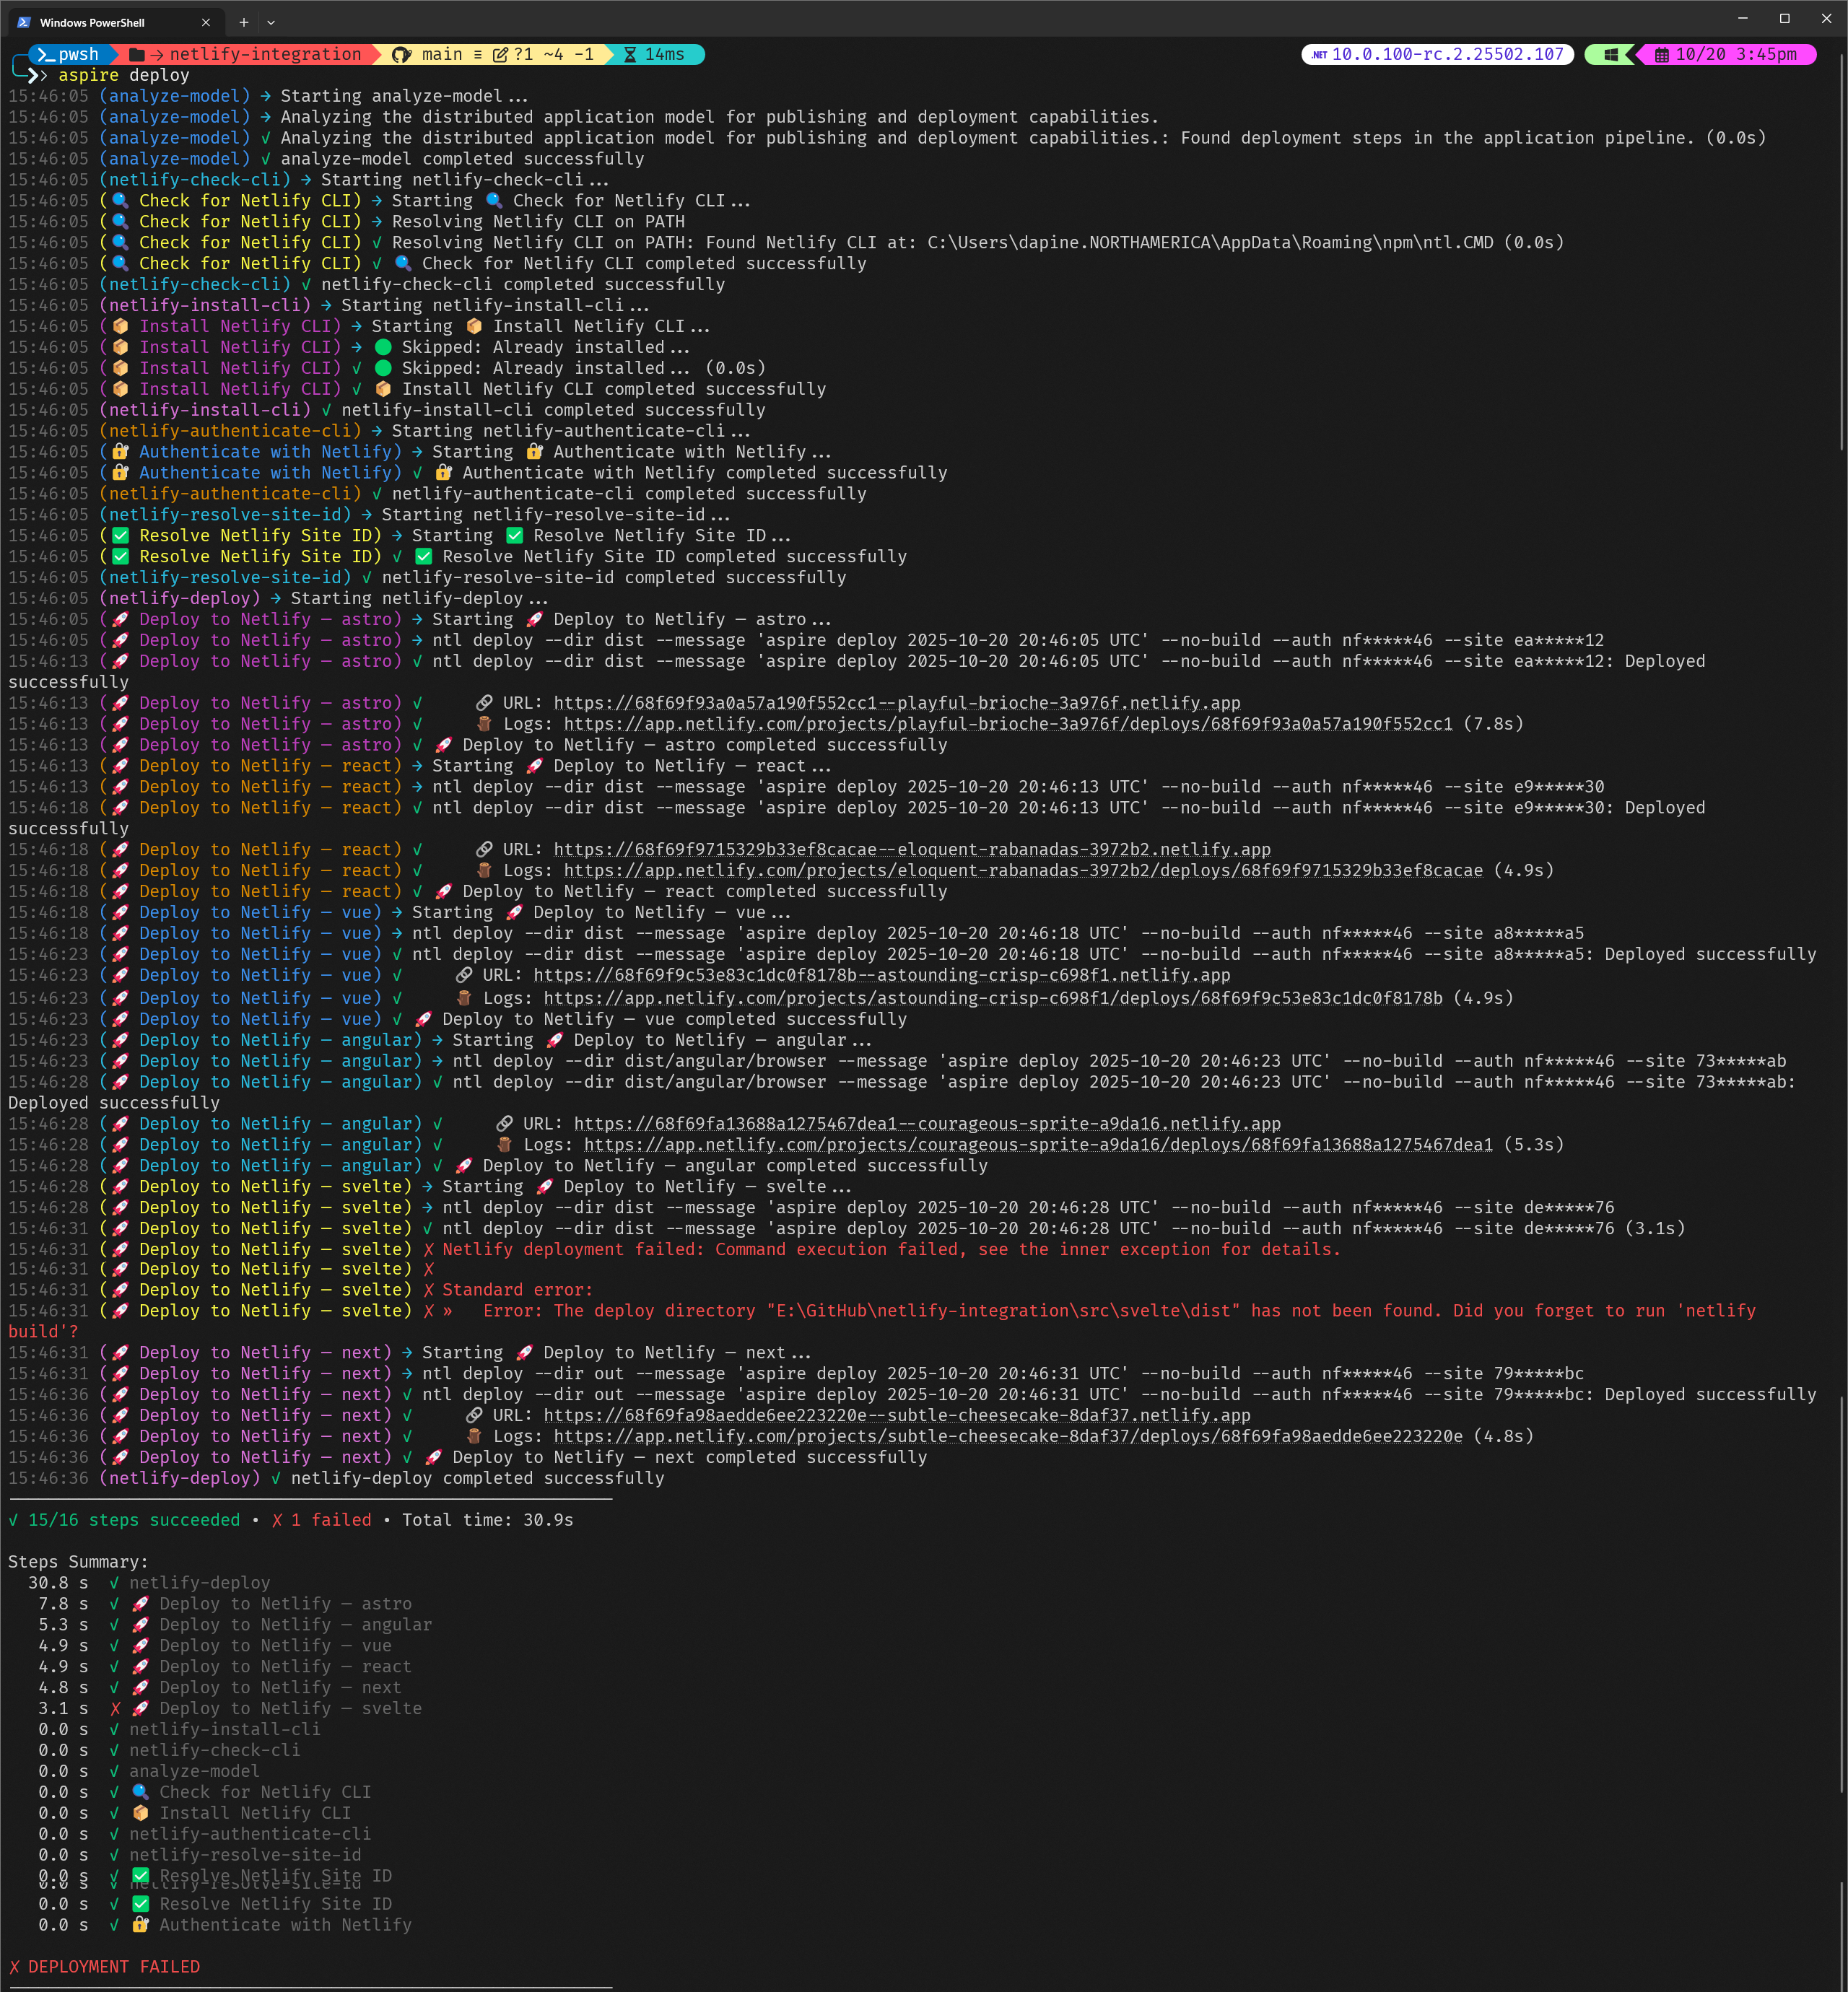 Windows PowerShell
pwsh → netlify-integration main ≡ ?1 ~4 -1 14ms .NET 10.0.100-rc.2.25502.107 10/20 3:45pm
aspire deploy
15:46:05 (analyze-model) → Starting analyze-model...
15:46:05 (analyze-model) → Analyzing the distributed application model for publishing and deployment capabilities.
15:46:05 (analyze-model) √ Analyzing the distributed application model for publishing and deployment capabilities.: Found deployment steps in the application pipeline. (0.0s)
15:46:05 (analyze-model) √ analyze-model completed successfully
15:46:05 (netlify-check-cli) → Starting netlify-check-cli...
15:46:05 (🔍 Check for Netlify CLI) → Starting 🔍 Check for Netlify CLI...
15:46:05 (🔍 Check for Netlify CLI) → Resolving Netlify CLI on PATH
15:46:05 (🔍 Check for Netlify CLI) √ Resolving Netlify CLI on PATH: Found Netlify CLI at: C:\Users\dapine.NORTHAMERICA\AppData\Roaming\npm\ntl.CMD (0.0s)
15:46:05 (🔍 Check for Netlify CLI) √ 🔍 Check for Netlify CLI completed successfully
15:46:05 (netlify-check-cli) √ netlify-check-cli completed successfully
15:46:05 (netlify-install-cli) → Starting netlify-install-cli...
15:46:05 (📦 Install Netlify CLI) → Starting 📦 Install Netlify CLI...
15:46:05 (📦 Install Netlify CLI) → 🟢 Skipped: Already installed...
15:46:05 (📦 Install Netlify CLI) √ 🟢 Skipped: Already installed... (0.0s)
15:46:05 (📦 Install Netlify CLI) √ 📦 Install Netlify CLI completed successfully
15:46:05 (netlify-install-cli) √ netlify-install-cli completed successfully
15:46:05 (netlify-authenticate-cli) → Starting netlify-authenticate-cli...
15:46:05 (🔐 Authenticate with Netlify) → Starting 🔐 Authenticate with Netlify...
15:46:05 (🔐 Authenticate with Netlify) √ 🔐 Authenticate with Netlify completed successfully
15:46:05 (netlify-authenticate-cli) √ netlify-authenticate-cli completed successfully
15:46:05 (netlify-resolve-site-id) → Starting netlify-resolve-site-id...
15:46:05 (✅ Resolve Netlify Site ID) → Starting ✅ Resolve Netlify Site ID...
15:46:05 (✅ Resolve Netlify Site ID) √ ✅ Resolve Netlify Site ID completed successfully
15:46:05 (netlify-resolve-site-id) √ netlify-resolve-site-id completed successfully
15:46:05 (netlify-deploy) → Starting netlify-deploy...
15:46:05 (🚀 Deploy to Netlify — astro) → Starting 🚀 Deploy to Netlify — astro...
15:46:05 (🚀 Deploy to Netlify — astro) → ntl deploy --dir dist --message 'aspire deploy 2025-10-20 20:46:05 UTC' --no-build --auth nf*****46 --site ea*****12
15:46:13 (🚀 Deploy to Netlify — astro) √ ntl deploy --dir dist --message 'aspire deploy 2025-10-20 20:46:05 UTC' --no-build --auth nf*****46 --site ea*****12: Deployed
successfully
15:46:13 (🚀 Deploy to Netlify — astro) √ 🔗 URL: https://68f69f93a0a57a190f552cc1--playful-brioche-3a976f.netlify.app
15:46:13 (🚀 Deploy to Netlify — astro) √ 🪵 Logs: https://app.netlify.com/projects/playful-brioche-3a976f/deploys/68f69f93a0a57a190f552cc1 (7.8s)
15:46:13 (🚀 Deploy to Netlify — astro) √ 🚀 Deploy to Netlify — astro completed successfully
15:46:13 (🚀 Deploy to Netlify — react) → Starting 🚀 Deploy to Netlify — react...
15:46:13 (🚀 Deploy to Netlify — react) → ntl deploy --dir dist --message 'aspire deploy 2025-10-20 20:46:13 UTC' --no-build --auth nf*****46 --site e9*****30
15:46:18 (🚀 Deploy to Netlify — react) √ ntl deploy --dir dist --message 'aspire deploy 2025-10-20 20:46:13 UTC' --no-build --auth nf*****46 --site e9*****30: Deployed
successfully
15:46:18 (🚀 Deploy to Netlify — react) √ 🔗 URL: https://68f69f9715329b33ef8cacae--eloquent-rabanadas-3972b2.netlify.app
15:46:18 (🚀 Deploy to Netlify — react) √ 🪵 Logs: https://app.netlify.com/projects/eloquent-rabanadas-3972b2/deploys/68f69f9715329b33ef8cacae (4.9s)
15:46:18 (🚀 Deploy to Netlify — react) √ 🚀 Deploy to Netlify — react completed successfully
15:46:18 (🚀 Deploy to Netlify — vue) → Starting 🚀 Deploy to Netlify — vue...
15:46:18 (🚀 Deploy to Netlify — vue) → ntl deploy --dir dist --message 'aspire deploy 2025-10-20 20:46:18 UTC' --no-build --auth nf*****46 --site a8*****a5
15:46:23 (🚀 Deploy to Netlify — vue) √ ntl deploy --dir dist --message 'aspire deploy 2025-10-20 20:46:18 UTC' --no-build --auth nf*****46 --site a8*****a5: Deployed successfully
15:46:23 (🚀 Deploy to Netlify — vue) √ 🔗 URL: https://68f69f9c53e83c1dc0f8178b--astounding-crisp-c698f1.netlify.app
15:46:23 (🚀 Deploy to Netlify — vue) √ 🪵 Logs: https://app.netlify.com/projects/astounding-crisp-c698f1/deploys/68f69f9c53e83c1dc0f8178b (4.9s)
15:46:23 (🚀 Deploy to Netlify — vue) √ 🚀 Deploy to Netlify — vue completed successfully
15:46:23 (🚀 Deploy to Netlify — angular) → Starting 🚀 Deploy to Netlify — angular...
15:46:23 (🚀 Deploy to Netlify — angular) → ntl deploy --dir dist/angular/browser --message 'aspire deploy 2025-10-20 20:46:23 UTC' --no-build --auth nf*****46 --site 73*****ab
15:46:28 (🚀 Deploy to Netlify — angular) √ ntl deploy --dir dist/angular/browser --message 'aspire deploy 2025-10-20 20:46:23 UTC' --no-build --auth nf*****46 --site 73*****ab:
Deployed successfully
15:46:28 (🚀 Deploy to Netlify — angular) √ 🔗 URL: https://68f69fa13688a1275467dea1--courageous-sprite-a9da16.netlify.app
15:46:28 (🚀 Deploy to Netlify — angular) √ 🪵 Logs: https://app.netlify.com/projects/courageous-sprite-a9da16/deploys/68f69fa13688a1275467dea1 (5.3s)
15:46:28 (🚀 Deploy to Netlify — angular) √ 🚀 Deploy to Netlify — angular completed successfully
15:46:28 (🚀 Deploy to Netlify — svelte) → Starting 🚀 Deploy to Netlify — svelte...
15:46:28 (🚀 Deploy to Netlify — svelte) → ntl deploy --dir dist --message 'aspire deploy 2025-10-20 20:46:28 UTC' --no-build --auth nf*****46 --site de*****76
15:46:31 (🚀 Deploy to Netlify — svelte) √ ntl deploy --dir dist --message 'aspire deploy 2025-10-20 20:46:28 UTC' --no-build --auth nf*****46 --site de*****76 (3.1s)
15:46:31 (🚀 Deploy to Netlify — svelte) ✗ Netlify deployment failed: Command execution failed, see the inner exception for details.
15:46:31 (🚀 Deploy to Netlify — svelte) ✗
15:46:31 (🚀 Deploy to Netlify — svelte) ✗ Standard error:
15:46:31 (🚀 Deploy to Netlify — svelte) ✗ » Error: The deploy directory "E:\GitHub\netlify-integration\src\svelte\dist" has not been found. Did you forget to run 'netlify
build'?
15:46:31 (🚀 Deploy to Netlify — next) → Starting 🚀 Deploy to Netlify — next...
15:46:31 (🚀 Deploy to Netlify — next) → ntl deploy --dir out --message 'aspire deploy 2025-10-20 20:46:31 UTC' --no-build --auth nf*****46 --site 79*****bc
15:46:36 (🚀 Deploy to Netlify — next) √ ntl deploy --dir out --message 'aspire deploy 2025-10-20 20:46:31 UTC' --no-build --auth nf*****46 --site 79*****bc: Deployed successfully
15:46:36 (🚀 Deploy to Netlify — next) √ 🔗 URL: https://68f69fa98aedde6ee223220e--subtle-cheesecake-8daf37.netlify.app
15:46:36 (🚀 Deploy to Netlify — next) √ 🪵 Logs: https://app.netlify.com/projects/subtle-cheesecake-8daf37/deploys/68f69fa98aedde6ee223220e (4.8s)
15:46:36 (🚀 Deploy to Netlify — next) √ 🚀 Deploy to Netlify — next completed successfully
15:46:36 (netlify-deploy) √ netlify-deploy completed successfully
√ 15/16 steps succeeded • ✗ 1 failed • Total time: 30.9s
Steps Summary:
30.8 s √ netlify-deploy
7.8 s √ 🚀 Deploy to Netlify — astro
5.3 s √ 🚀 Deploy to Netlify — angular
4.9 s √ 🚀 Deploy to Netlify — vue
4.9 s √ 🚀 Deploy to Netlify — react
4.8 s √ 🚀 Deploy to Netlify — next
3.1 s ✗ 🚀 Deploy to Netlify — svelte
0.0 s √ netlify-install-cli
0.0 s √ netlify-check-cli
0.0 s √ analyze-model
0.0 s √ 🔍 Check for Netlify CLI
0.0 s √ 📦 Install Netlify CLI
0.0 s √ netlify-authenticate-cli
0.0 s √ netlify-resolve-site-id
0.0 s √ ✅ Resolve Netlify Site ID
0.0 s √ netlify-resolve-site-id
0.0 s √ ✅ Resolve Netlify Site ID
0.0 s √ 🔐 Authenticate with Netlify
✗ DEPLOYMENT FAILED